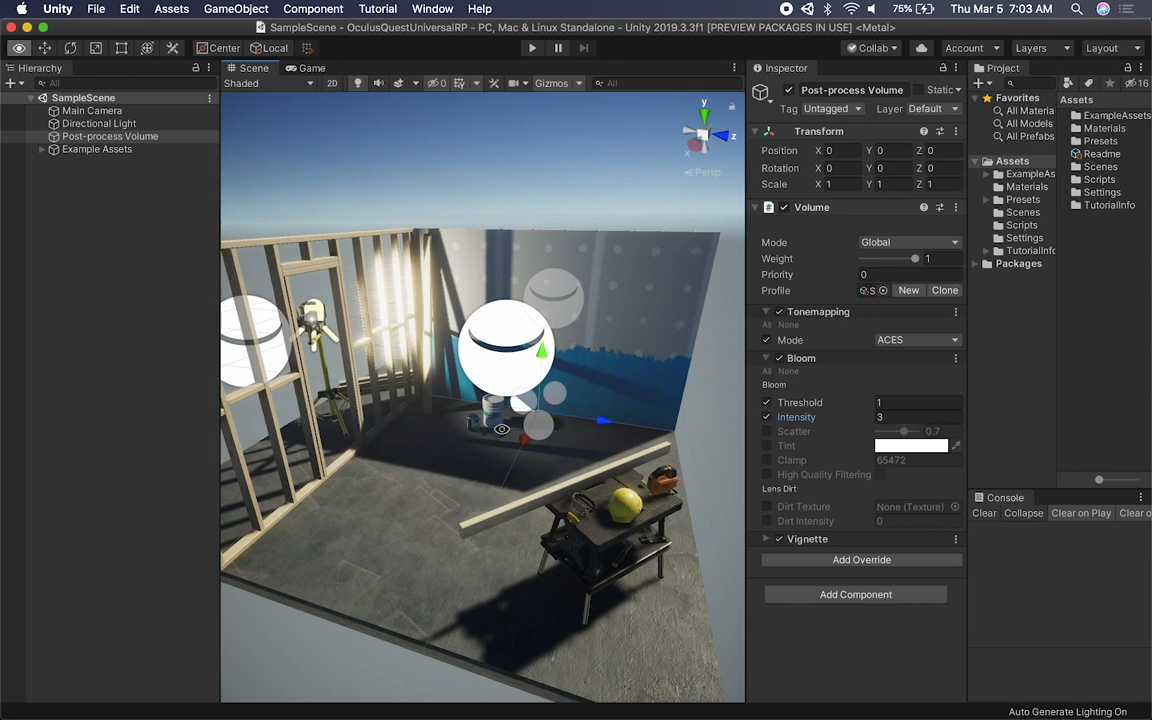 Unity File Edit Assets GameObject Component Tutorial Window Help 75% Thu Mar 5 7:03 AM
SampleScene - OculusQuestUniversalRP - PC, Mac & Linux Standalone - Unity 2019.3.3f1 [PREVIEW PACKAGES IN USE] <Metal>
Center Local Collab Account Layers Layout
Hierarchy
All
SampleScene
Main Camera
Directional Light
Post-process Volume
Example Assets
Scene Game
Shaded 2D 0 Gizmos All
y
z
x
Persp
Inspector
Post-process Volume Static
Tag Untagged Layer Default
Transform
Position X 0 Y 0 Z 0
Rotation X 0 Y 0 Z 0
Scale X 1 Y 1 Z 1
Volume
Mode Global
Weight 1
Priority 0
Profile S New Clone
Tonemapping
All None
Mode ACES
Bloom
All None
Bloom
Threshold 1
Intensity 3
Scatter 0.7
Tint
Clamp 65472
High Quality Filtering
Lens Dirt
Dirt Texture None (Texture)
Dirt Intensity 0
Vignette
Add Override
Add Component
Project
16
Favorites
All Materia
All Models
All Prefabs
Assets
ExampleAs
Materials
Presets
Scenes
Scripts
Settings
TutorialInfo
Packages
Assets
ExampleAssets
Materials
Presets
Readme
Scenes
Scripts
Settings
TutorialInfo
Console
Clear Collapse Clear on Play Clear o
Auto Generate Lighting On